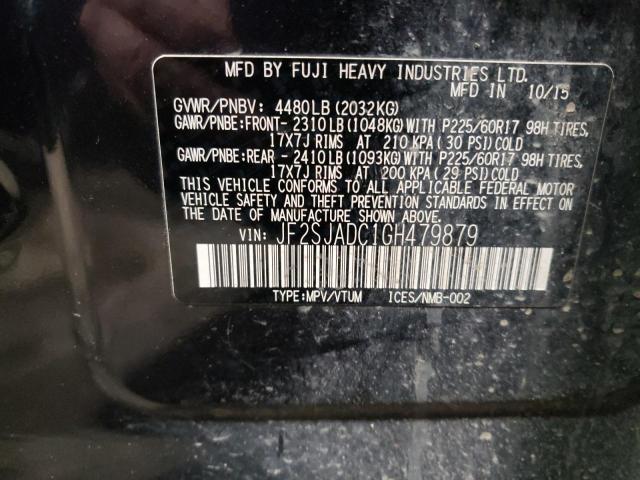 MFD BY FUJI HEAVY INDUSTRIES LTD.
MFD IN 10/15
GVWR/PNBV: 4480LB (2032KG)
GAWR/PNBE:FRONT- 2310LB(1048KG)WITH P225/60R17 98H TIRES,
17X7J RIMS AT 210 KPA( 30 PSI)COLD
GAWR/PNBE:REAR - 2410LB(1093KG)WITH P225/60R17 98H TIRES,
17X7J RIMS AT 200 KPA( 29 PSI)COLD
THIS VEHICLE CONFORMS TO ALL APPLICABLE FEDERAL MOTOR
VEHICLE SAFETY AND THEFT PREVENTION STANDARDS IN EFFECT
ON THE DATE OF MANUFACTURE SHOWN ABOVE.
VIN: JF2SJADC1GH479879
TYPE:MPV/VTUM ICES/NMB-002